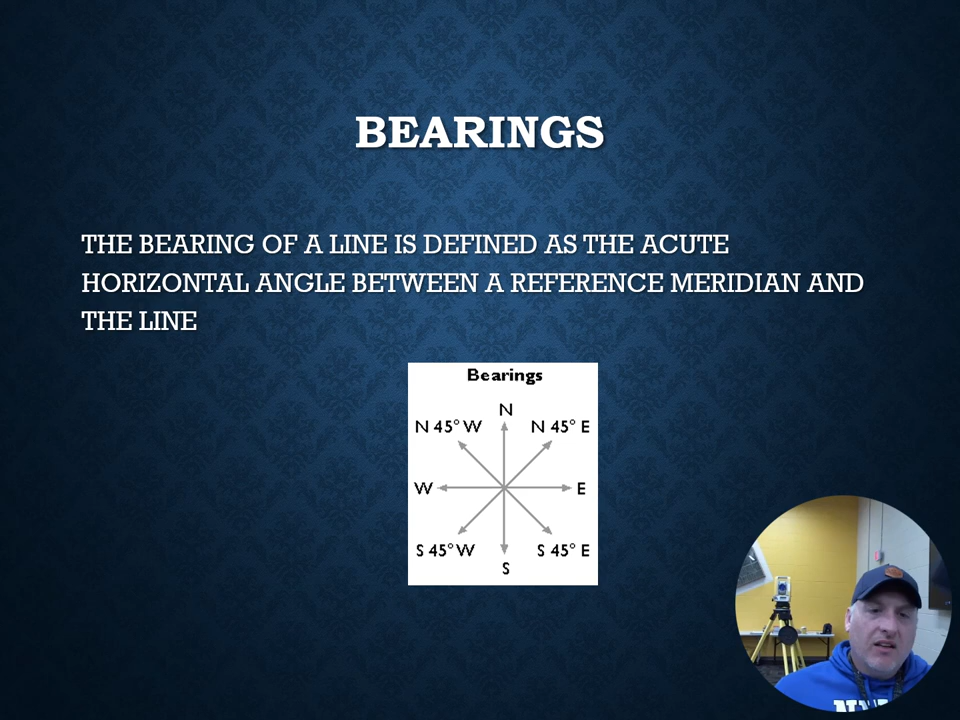 BEARINGS
THE BEARING OF A LINE IS DEFINED AS THE ACUTE
HORIZONTAL ANGLE BETWEEN A REFERENCE MERIDIAN AND
THE LINE
Bearings
N
N 45° W N 45° E
W E
S 45° W S 45° E
S